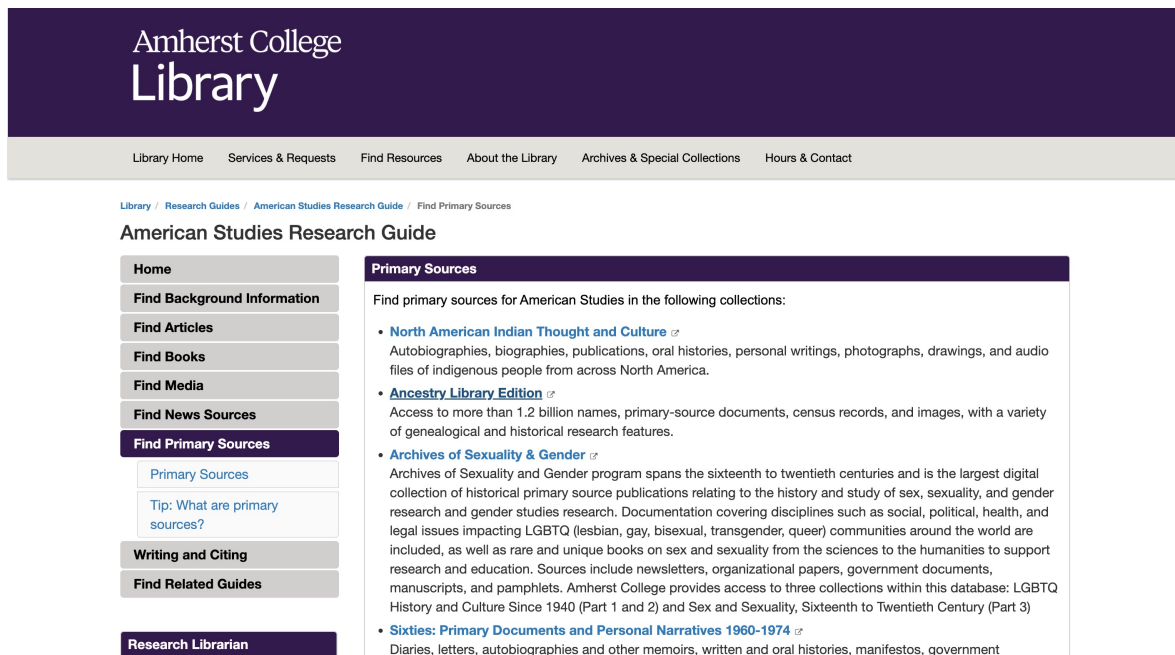 Amherst College
Library
Library Home Services & Requests Find Resources About the Library Archives & Special Collections Hours & Contact
Library / Research Guides / American Studies Research Guide / Find Primary Sources
American Studies Research Guide
Home
Find Background Information
Find Articles
Find Books
Find Media
Find News Sources
Find Primary Sources
Primary Sources
Tip: What are primary
sources?
Writing and Citing
Find Related Guides
Research Librarian
Primary Sources
Find primary sources for American Studies in the following collections:
• North American Indian Thought and Culture
Autobiographies, biographies, publications, oral histories, personal writings, photographs, drawings, and audio
files of indigenous people from across North America.
• Ancestry Library Edition
Access to more than 1.2 billion names, primary-source documents, census records, and images, with a variety
of genealogical and historical research features.
• Archives of Sexuality & Gender
Archives of Sexuality and Gender program spans the sixteenth to twentieth centuries and is the largest digital
collection of historical primary source publications relating to the history and study of sex, sexuality, and gender
research and gender studies research. Documentation covering disciplines such as social, political, health, and
legal issues impacting LGBTQ (lesbian, gay, bisexual, transgender, queer) communities around the world are
included, as well as rare and unique books on sex and sexuality from the sciences to the humanities to support
research and education. Sources include newsletters, organizational papers, government documents,
manuscripts, and pamphlets. Amherst College provides access to three collections within this database: LGBTQ
History and Culture Since 1940 (Part 1 and 2) and Sex and Sexuality, Sixteenth to Twentieth Century (Part 3)
• Sixties: Primary Documents and Personal Narratives 1960-1974
Diaries, letters, autobiographies and other memoirs, written and oral histories, manifestos, government